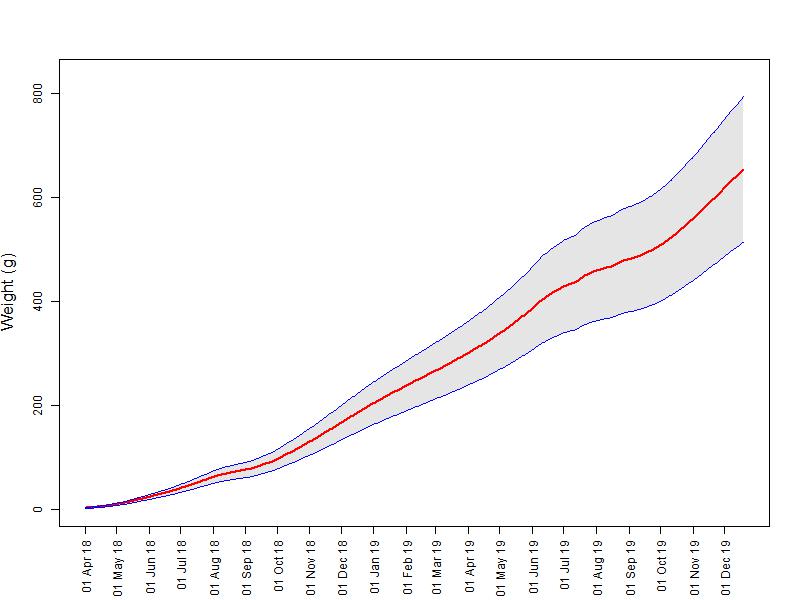 Weight (g)
800
600
400
200
0
01 Apr 18
01 May 18
01 Jun 18
01 Jul 18
01 Aug 18
01 Sep 18
01 Oct 18
01 Nov 18
01 Dec 18
01 Jan 19
01 Feb 19
01 Mar 19
01 Apr 19
01 May 19
01 Jun 19
01 Jul 19
01 Aug 19
01 Sep 19
01 Oct 19
01 Nov 19
01 Dec 19